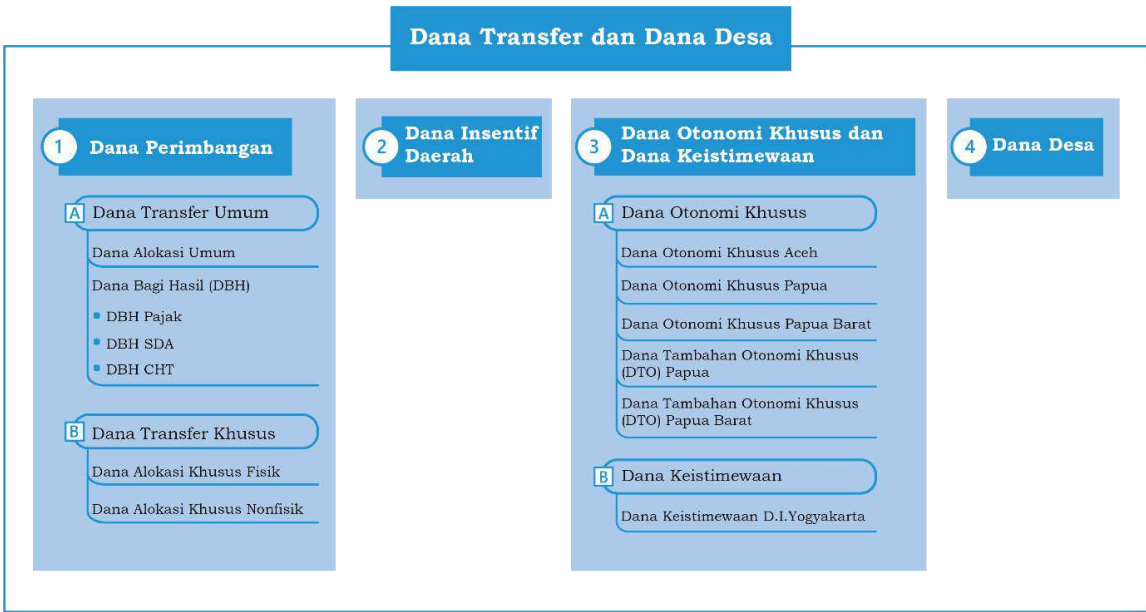 Dana Transfer dan Dana Desa
1 Dana Perimbangan
A Dana Transfer Umum
Dana Alokasi Umum
Dana Bagi Hasil (DBH)
DBH Pajak
DBH SDA
DBH CHT
B Dana Transfer Khusus
Dana Alokasi Khusus Fisik
Dana Alokasi Khusus Nonfisik
2 Dana Insentif
Daerah
3 Dana Otonomi Khusus dan
Dana Keistimewaan
A Dana Otonomi Khusus
Dana Otonomi Khusus Aceh
Dana Otonomi Khusus Papua
Dana Otonomi Khusus Papua Barat
Dana Tambahan Otonomi Khusus
(DTO) Papua
Dana Tambahan Otonomi Khusus
(DTO) Papua Barat
B Dana Keistimewaan
Dana Keistimewaan D.I.Yogyakarta
4 Dana Desa